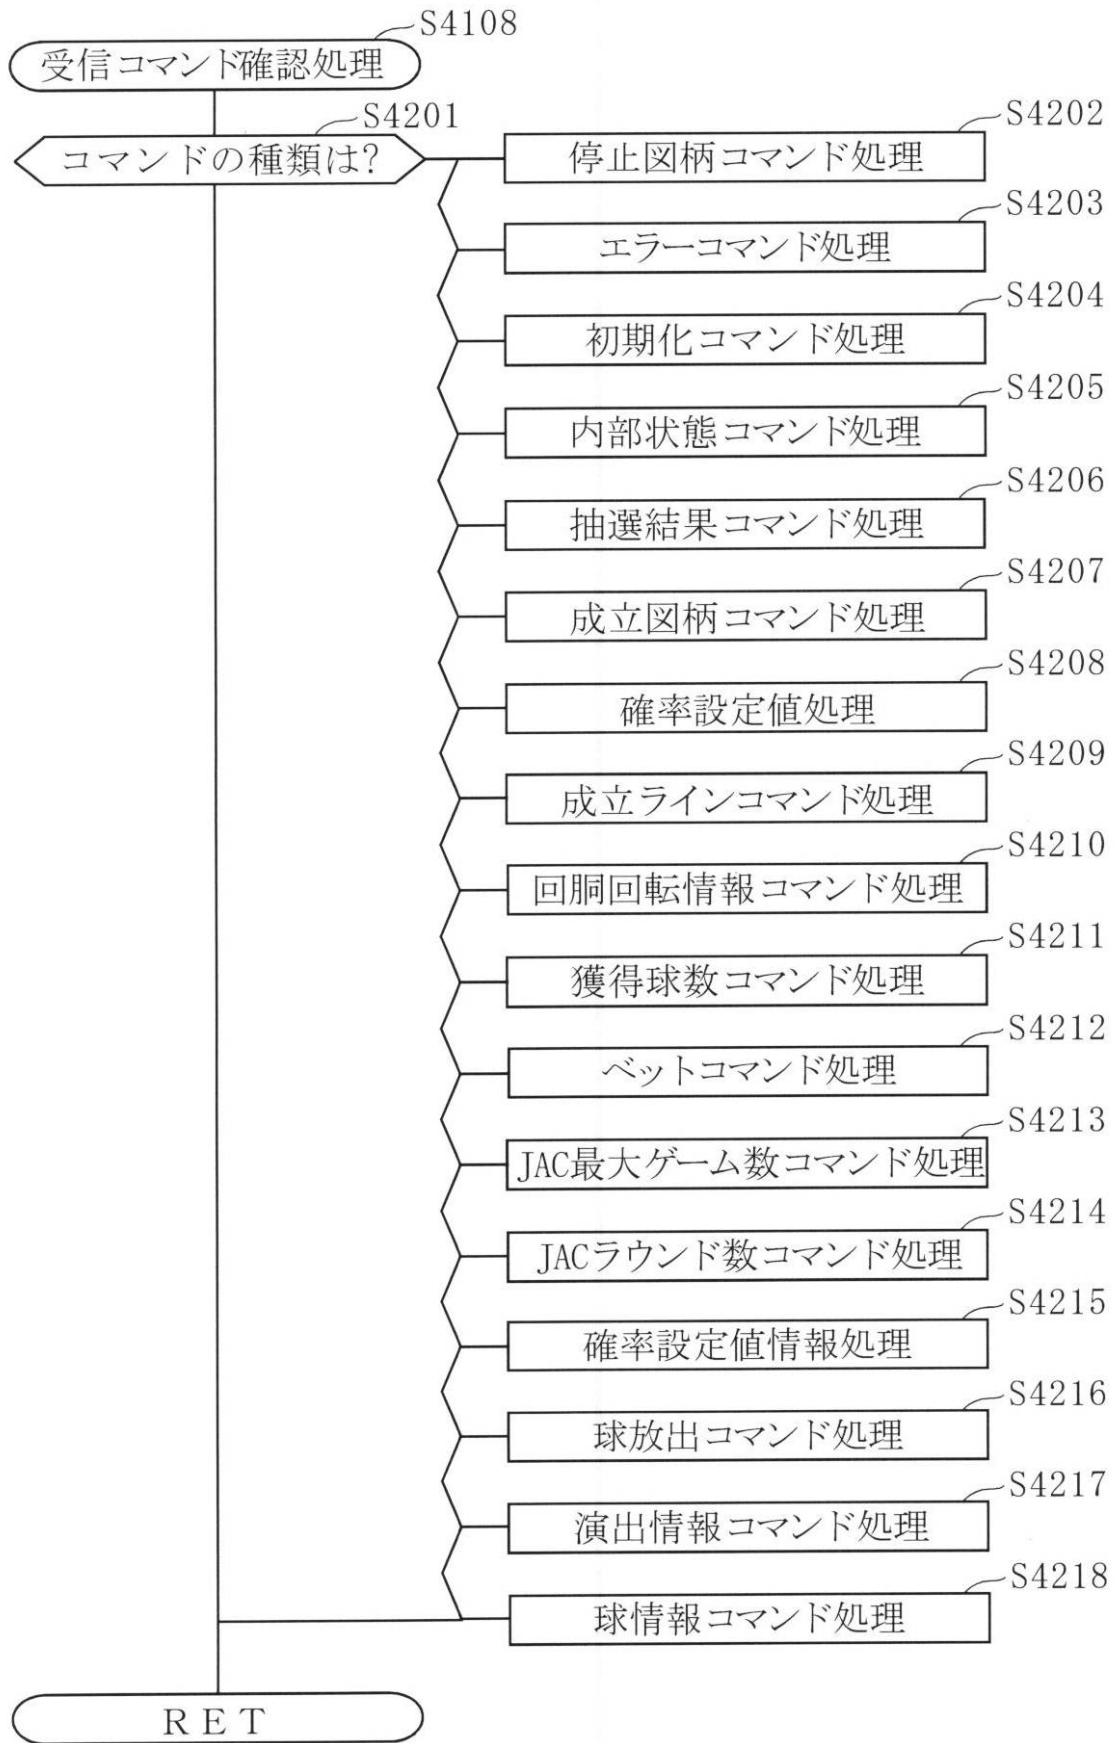 S4108
受信コマンド確認処理
S4201
コマンドの種類は?
S4202
停止図柄コマンド処理
S4203
エラーコマンド処理
S4204
初期化コマンド処理
S4205
内部状態コマンド処理
S4206
抽選結果コマンド処理
S4207
成立図柄コマンド処理
S4208
確率設定値処理
S4209
成立ラインコマンド処理
S4210
回胴回転情報コマンド処理
S4211
獲得球数コマンド処理
S4212
ベットコマンド処理
S4213
JAC最大ゲーム数コマンド処理
S4214
JACラウンド数コマンド処理
S4215
確率設定値情報処理
S4216
球放出コマンド処理
S4217
演出情報コマンド処理
S4218
球情報コマンド処理
RET